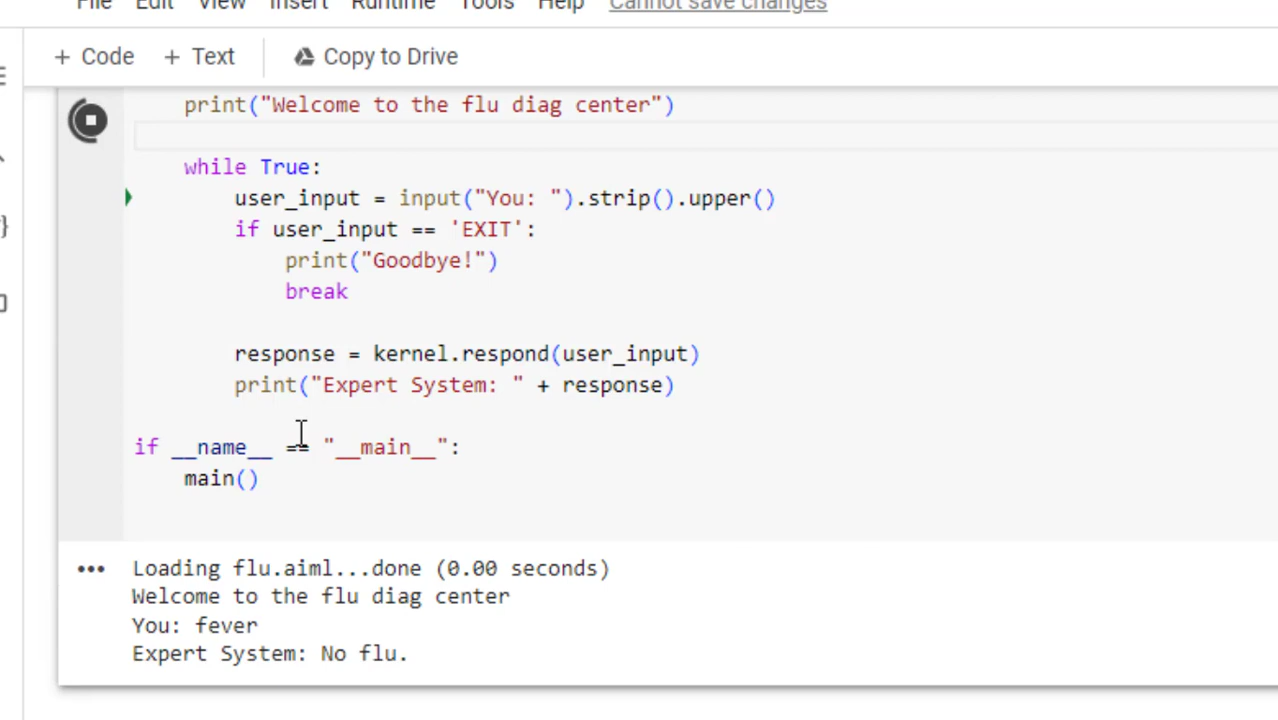 File Edit View Insert Runtime Tools Help Cannot save changes
+ Code + Text Copy to Drive
print("Welcome to the flu diag center")
while True:
user_input = input("You: ").strip().upper()
if user_input == 'EXIT':
print("Goodbye!")
break
response = kernel.respond(user_input)
print("Expert System: " + response)
if __name__ == "__main__":
main()
Loading flu.aiml...done (0.00 seconds)
Welcome to the flu diag center
You: fever
Expert System: No flu.